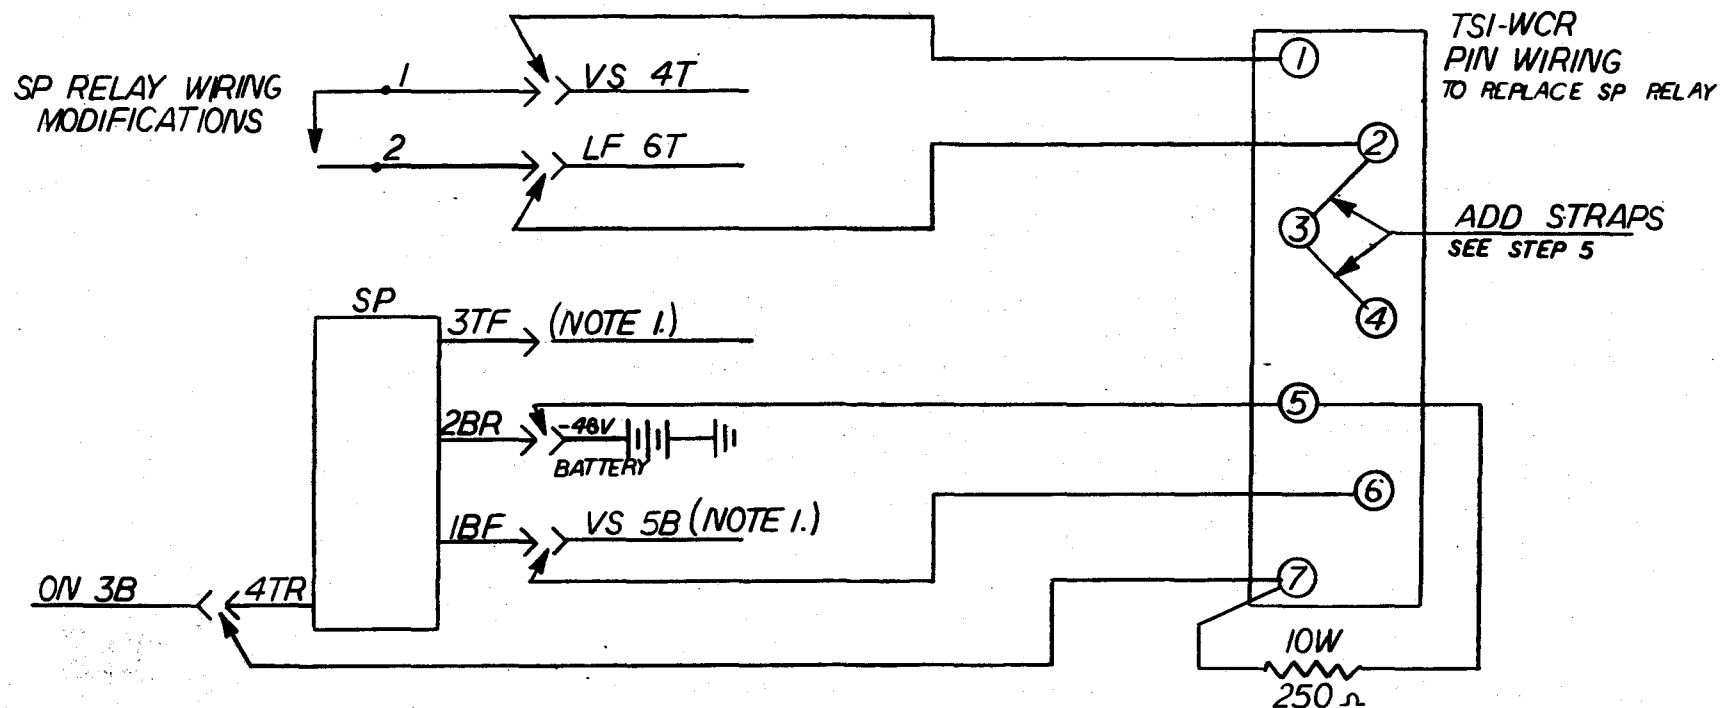 SP RELAY WIRING
MODIFICATIONS
1
VS 4T
2
LF 6T
TSI-WCR
PIN WIRING
TO REPLACE SP RELAY
1
2
3
4
5
6
7
ADD STRAPS
SEE STEP 5
SP
3TF
(NOTE 1.)
2BR
-48V
BATTERY
1BF
VS 5B (NOTE 1.)
ON 3B
4TR
10W
250 Ω